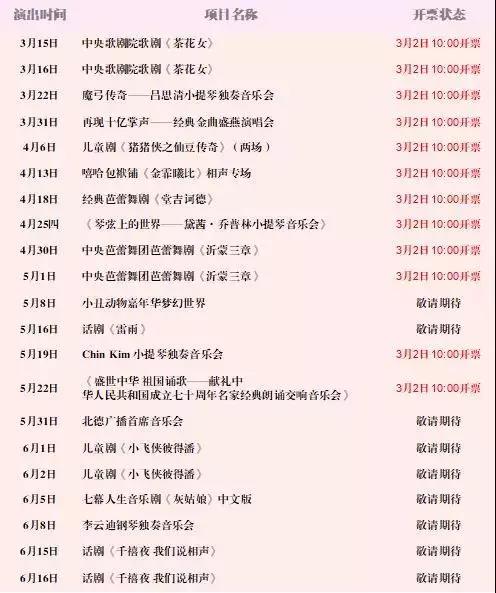 演出时间 项目名称 开票状态
3月15日 中央歌剧院歌剧《茶花女》 3月2日10:00开票
3月16日 中央歌剧院歌剧《茶花女》 3月2日10:00开票
3月22日 魔弓传奇——吕思清小提琴独奏音乐会 3月2日10:00开票
3月31日 再现十亿掌声——经典金曲盛燕演唱会 3月2日10:00开票
4月6日 儿童剧《猪猪侠之仙豆传奇》（两场） 3月2日10:00开票
4月13日 嘻哈包袱铺《金霏曦比》相声专场 3月2日10:00开票
4月18日 经典芭蕾舞剧《堂吉诃德》 3月2日10:00开票
4月25四 《琴弦上的世界——黛茜·乔普林小提琴音乐会》 3月2日10:00开票
4月30日 中央芭蕾舞团芭蕾舞剧《沂蒙三章》 3月2日10:00开票
5月1日 中央芭蕾舞团芭蕾舞剧《沂蒙三章》 3月2日10:00开票
5月8日 小丑动物嘉年华梦幻世界 敬请期待
5月16日 话剧《雷雨》 敬请期待
5月19日 Chin Kim 小提琴独奏音乐会 3月2日10:00开票
5月22日 《盛世中华 祖国诵歌——献礼中
华人民共和国成立七十周年名家经典朗诵交响音乐会》 3月2日10:00开票
5月31日 北德广播首席音乐会 敬请期待
6月1日 儿童剧《小飞侠彼得潘》 敬请期待
6月2日 儿童剧《小飞侠彼得潘》 敬请期待
6月5日 七幕人生音乐剧《灰姑娘》中文版 敬请期待
6月8日 李云迪钢琴独奏音乐会 敬请期待
6月15日 话剧《千禧夜 我们说相声》 敬请期待
6月16日 话剧《千禧夜 我们说相声》 敬请期待